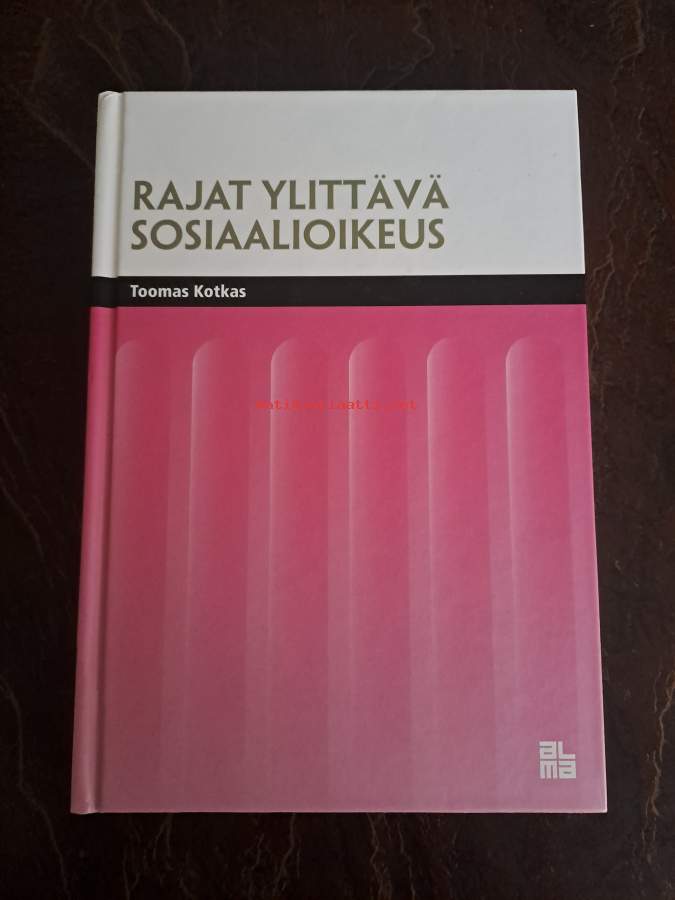 RAJAT YLITTÄVÄ
SOSIAALIOIKEUS
Toomas Kotkas
aL
ma